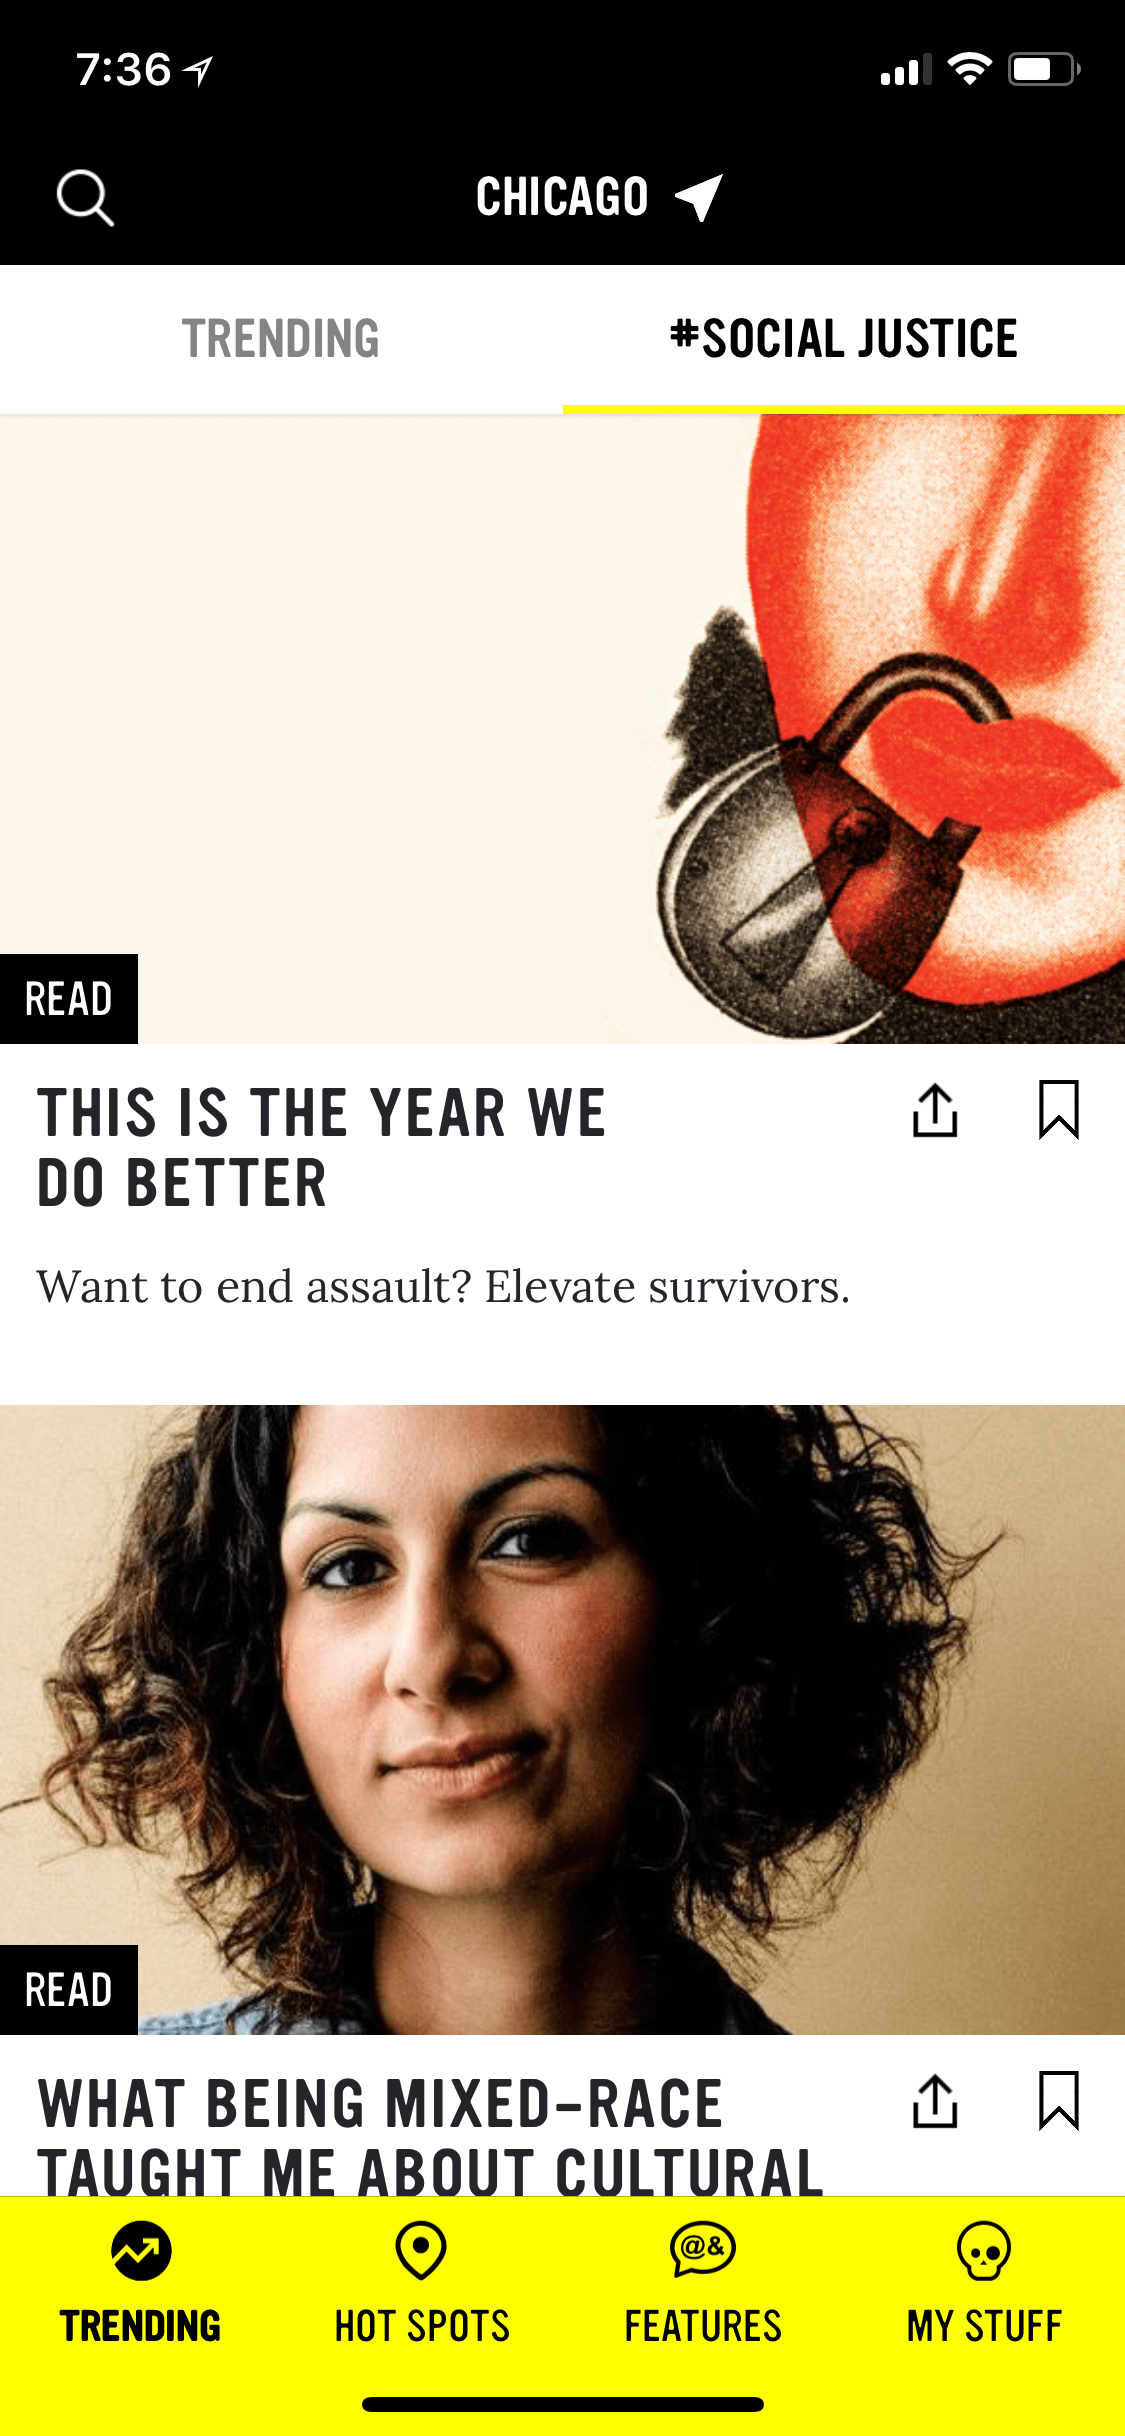 7:36
CHICAGO
TRENDING
#SOCIAL JUSTICE
READ
THIS IS THE YEAR WE
DO BETTER
Want to end assault? Elevate survivors.
READ
WHAT BEING MIXED-RACE
TAUGHT ME ABOUT CULTURAL
@&
TRENDING
HOT SPOTS
FEATURES
MY STUFF